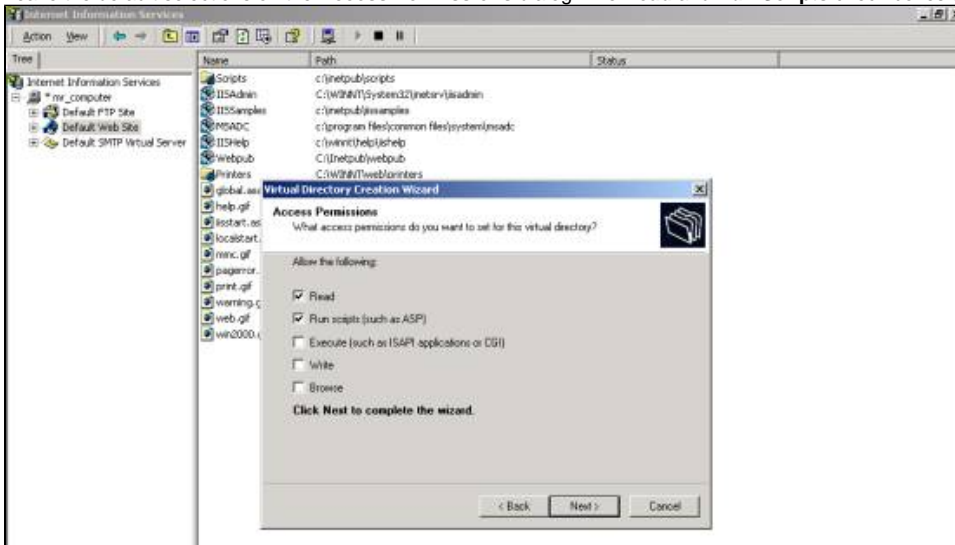 Internet Information Services
Action View
Tree
Name Path Status
Internet Information Services
* mr_computer
Default FTP Site
Default Web Site
Default SMTP Virtual Server
Scripts c:\inetpub\scripts
IISAdmin C:\WINNT\System32\inetsrv\iisadmin
IISSamples c:\inetpub\iissamples
MSADC c:\program files\common files\system\msadc
IISHelp c:\winnt\help\iishelp
Webpub C:\Inetpub\webpub
Printers C:\WINNT\web\printers
help.gif
mmc.gif
print.gif
web.gif
Virtual Directory Creation Wizard
Access Permissions
What access permissions do you want to set for this virtual directory?
Allow the following:
Read
Run scripts (such as ASP)
Execute (such as ISAPI applications or CGI)
Write
Browse
Click Next to complete the wizard.
< Back Next > Cancel